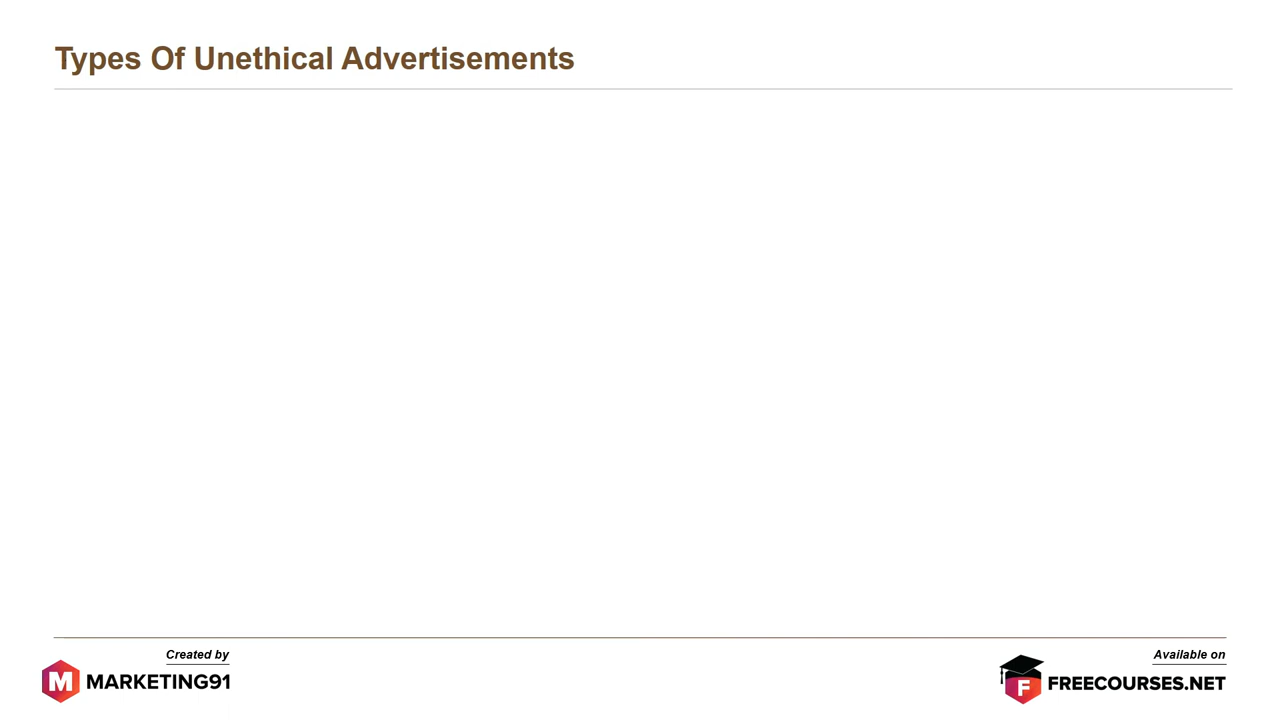 Types Of Unethical Advertisements
Created by
M MARKETING91
Available on
F FREECOURSES.NET